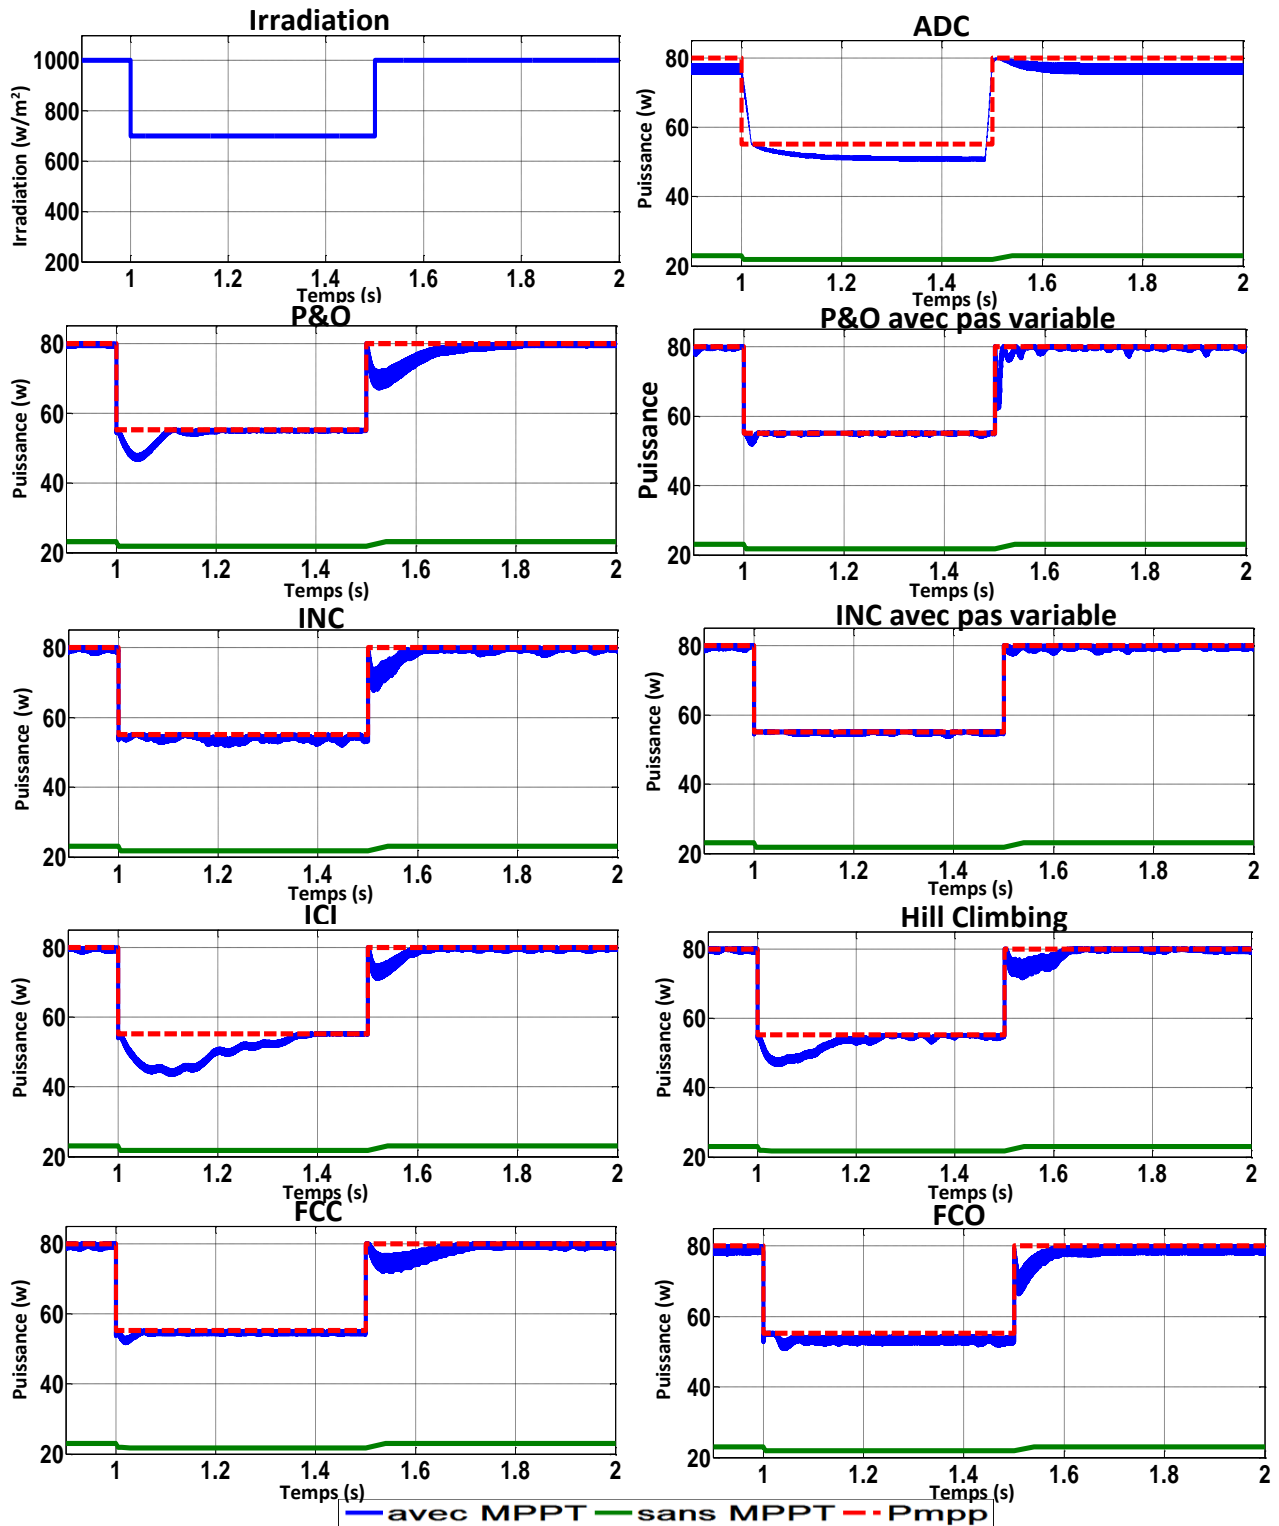 Irradiation
1000
800
600
400
200
Irradiation (w/m²)
1 1.2 1.4 1.6 1.8 2
Temps (s)
ADC
80
60
40
20
Puissance (w)
1 1.2 1.4 1.6 1.8 2
Temps (s)
P&O
80
60
40
20
Puissance (w)
1 1.2 1.4 1.6 1.8 2
Temps (s)
P&O avec pas variable
80
60
40
20
Puissance
1 1.2 1.4 1.6 1.8 2
Temps (s)
INC
80
60
40
20
Puissance (w)
1 1.2 1.4 1.6 1.8 2
Temps (s)
INC avec pas variable
80
60
40
20
Puissance (w)
1 1.2 1.4 1.6 1.8 2
ICI
80
60
40
20
Puissance (w)
1 1.2 1.4 1.6 1.8 2
Temps (s)
Hill Climbing
80
60
40
20
Puissance (w)
1 1.2 1.4 1.6 1.8 2
Temps (s)
FCC
80
60
40
20
Puissance (w)
1 1.2 1.4 1.6 1.8 2
Temps (s)
FCO
80
60
40
20
Puissance (w)
1 1.2 1.4 1.6 1.8 2
Temps (s)
avec MPPT sans MPPT Pmpp